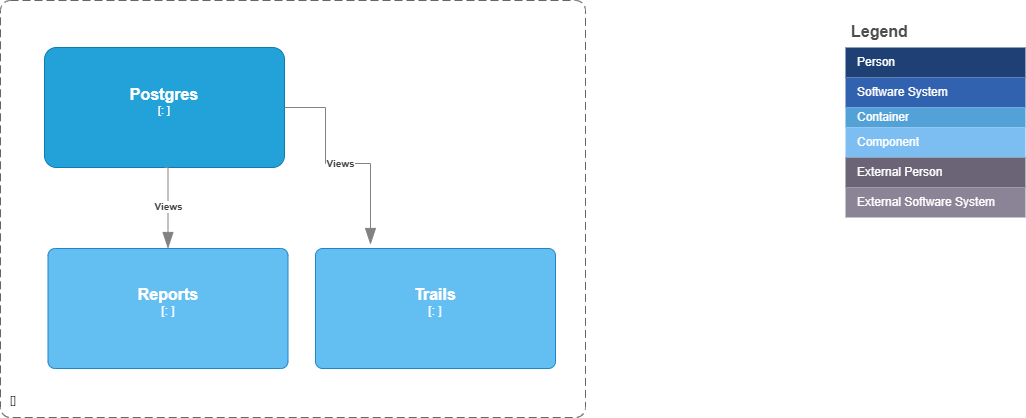 Legend
Person
Software System
Container
Component
External Person
External Software System
Postgres
[: ]
Views
Views
Reports
[: ]
Trails
[: ]
[]